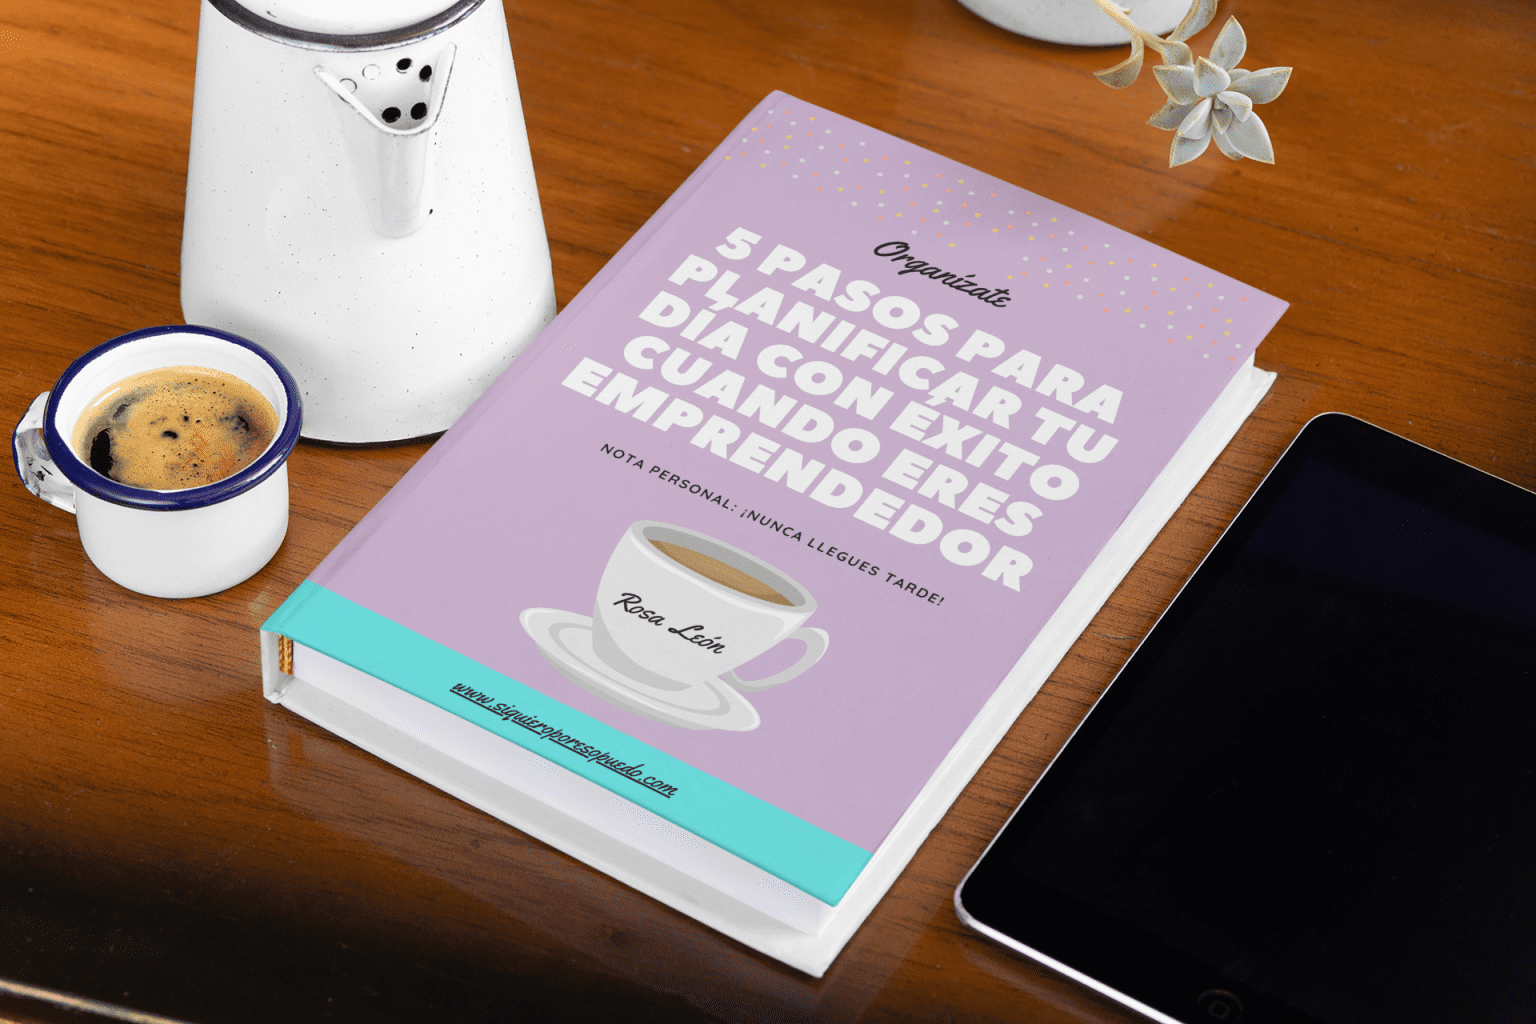 Organízate
5 PASOS PARA
PLANIFICAR TU
DÍA CON ÉXITO
CUANDO ERES
EMPRENDEDOR
NOTA PERSONAL: ¡NUNCA LLEGUES TARDE!
Rosa León
www.siquieroporesopuedo.com